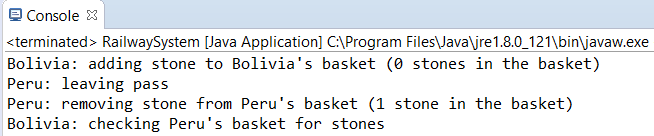 Console
<terminated> RailwaySystem [Java Application] C:\Program Files\Java\jre1.8.0_121\bin\javaw.exe
Bolivia: adding stone to Bolivia's basket (0 stones in the basket)
Peru: leaving pass
Peru: removing stone from Peru's basket (1 stone in the basket)
Bolivia: checking Peru's basket for stones